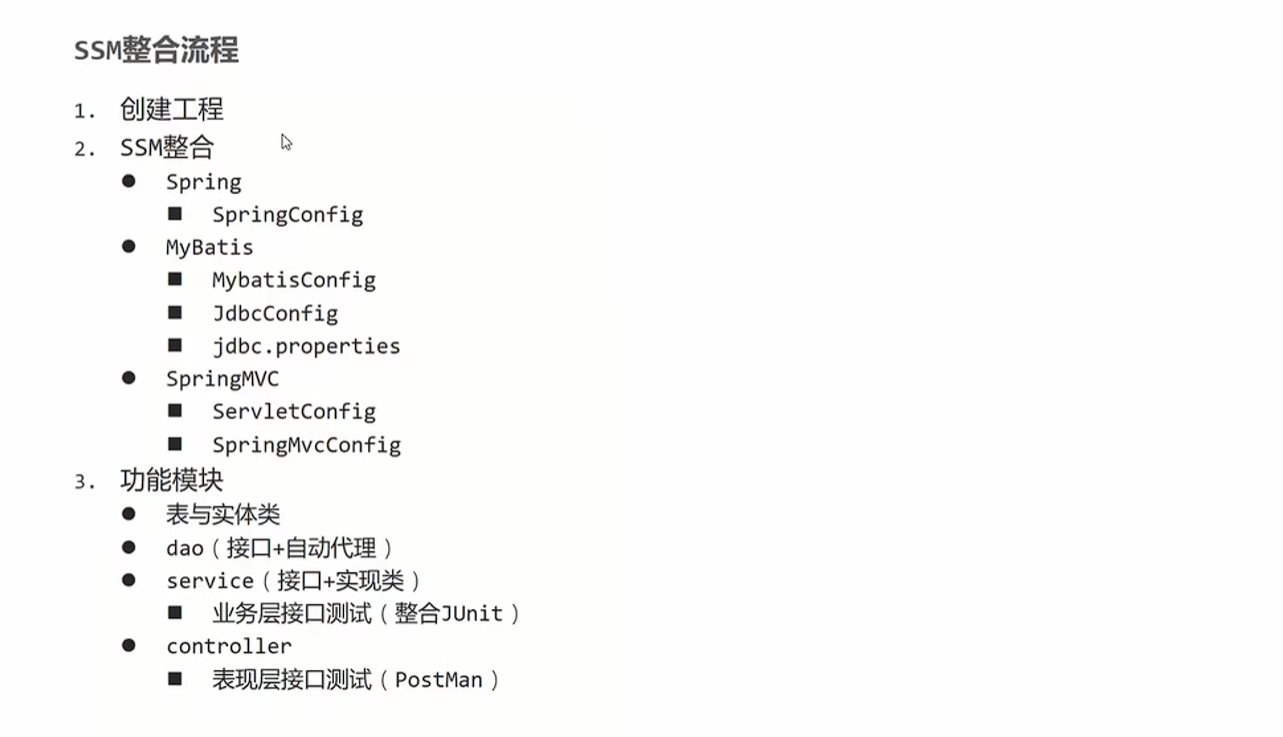 SSM整合流程
1. 创建工程
2. SSM整合
● Spring
■ SpringConfig
● MyBatis
■ MybatisConfig
■ JdbcConfig
■ jdbc.properties
● SpringMVC
■ ServletConfig
■ SpringMvcConfig
3. 功能模块
● 表与实体类
● dao（接口+自动代理）
● service（接口+实现类）
■ 业务层接口测试（整合JUnit）
● controller
■ 表现层接口测试（PostMan）